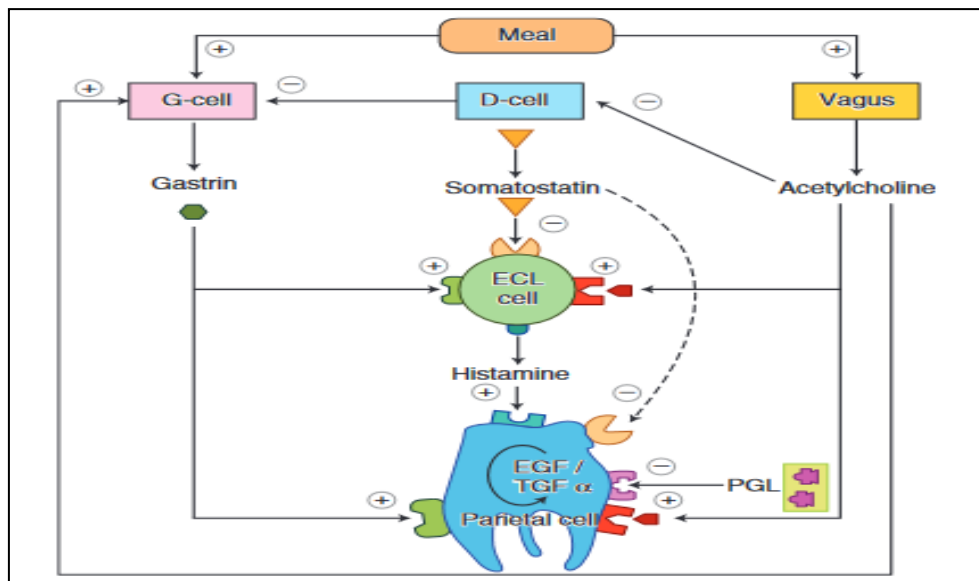 Meal
G-cell
D-cell
Vagus
Gastrin
Somatostatin
Acetylcholine
ECL
cell
Histamine
EGF /
TGF α
PGL
Parietal cell